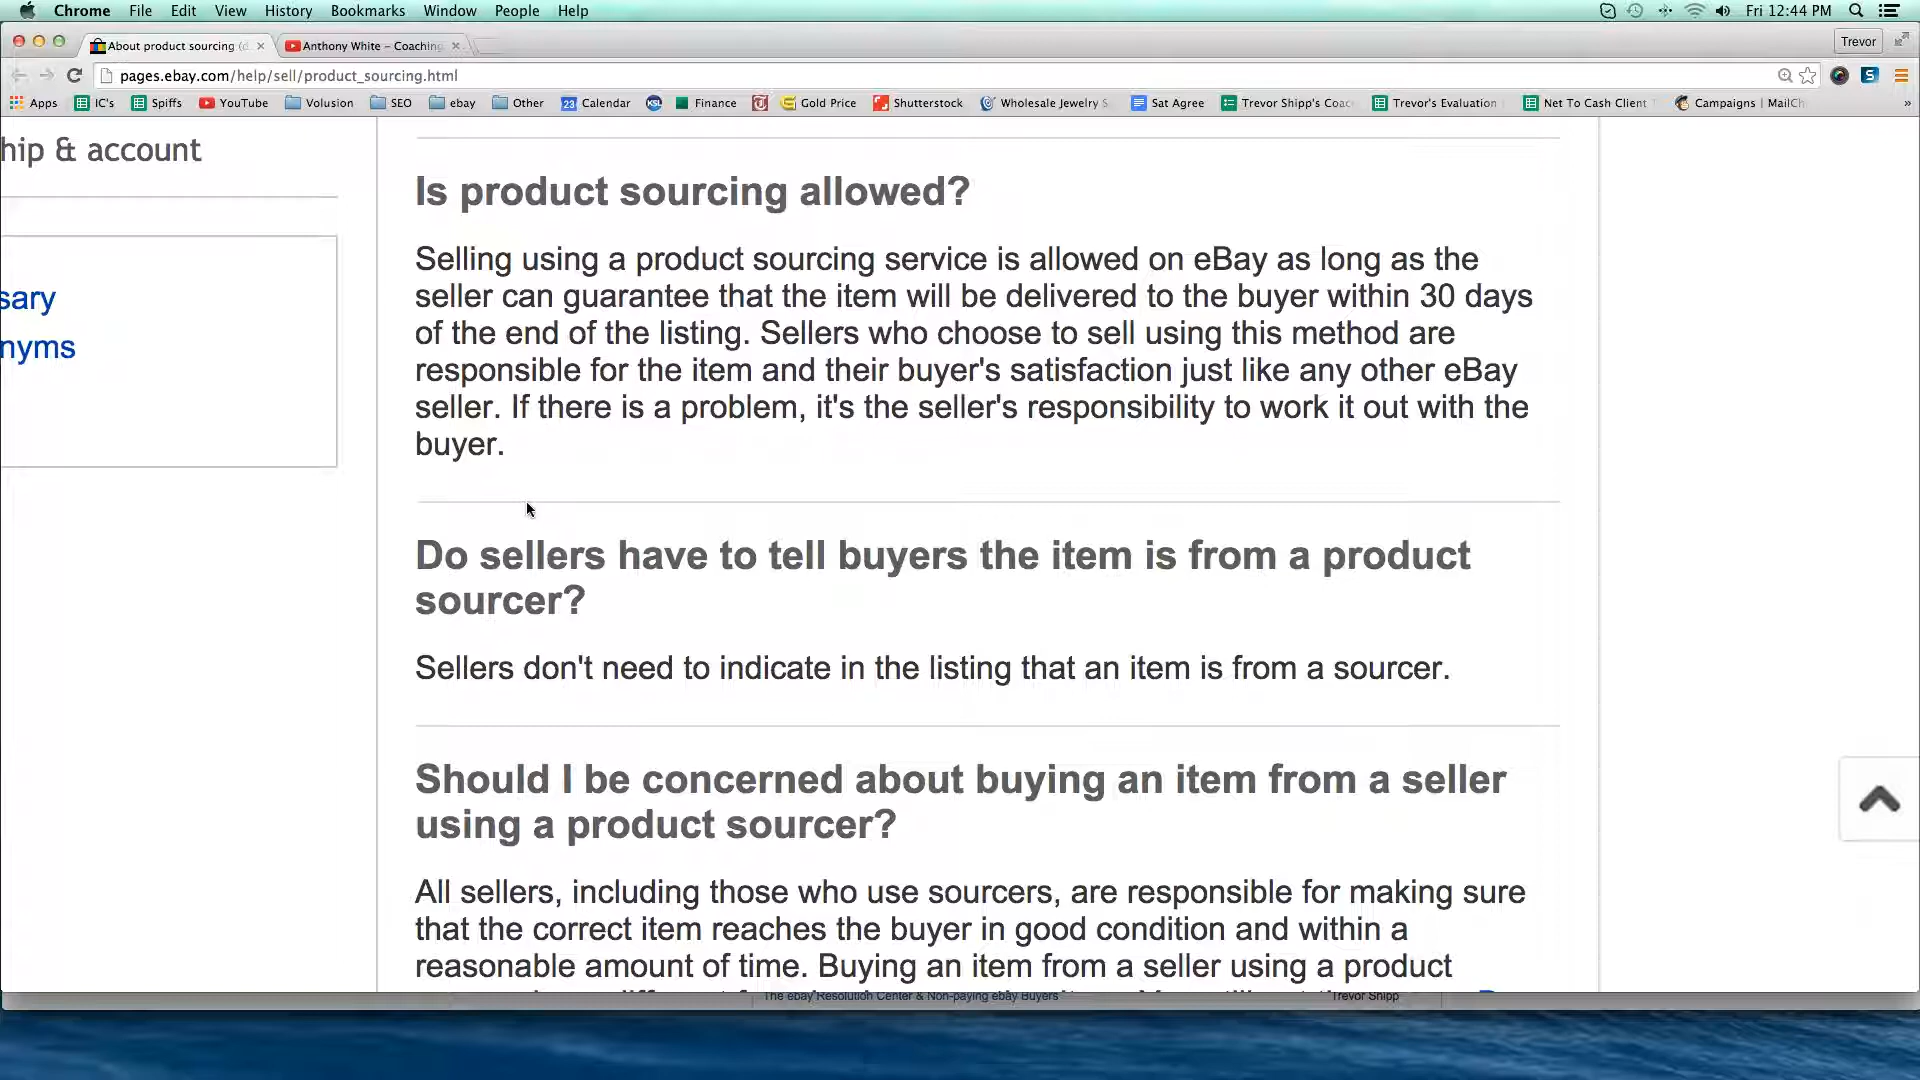 Chrome File Edit View History Bookmarks Window People Help Fri 12:44 PM
About product sourcing (d Anthony White – Coaching Trevor
pages.ebay.com/help/sell/product_sourcing.html
Apps IC's Spiffs YouTube Volusion SEO ebay Other 23 Calendar KSL Finance Gold Price Shutterstock Wholesale Jewelry S Sat Agree Trevor Shipp's Coac Trevor's Evaluation Net To Cash Client Campaigns | MailCh »
hip & account
sary
nyms
Is product sourcing allowed?
Selling using a product sourcing service is allowed on eBay as long as the
seller can guarantee that the item will be delivered to the buyer within 30 days
of the end of the listing. Sellers who choose to sell using this method are
responsible for the item and their buyer's satisfaction just like any other eBay
seller. If there is a problem, it's the seller's responsibility to work it out with the
buyer.
Do sellers have to tell buyers the item is from a product
sourcer?
Sellers don't need to indicate in the listing that an item is from a sourcer.
Should I be concerned about buying an item from a seller
using a product sourcer?
All sellers, including those who use sourcers, are responsible for making sure
that the correct item reaches the buyer in good condition and within a
reasonable amount of time. Buying an item from a seller using a product
The ebay Resolution Center & Non-paying ebay Buyers Trevor Shipp